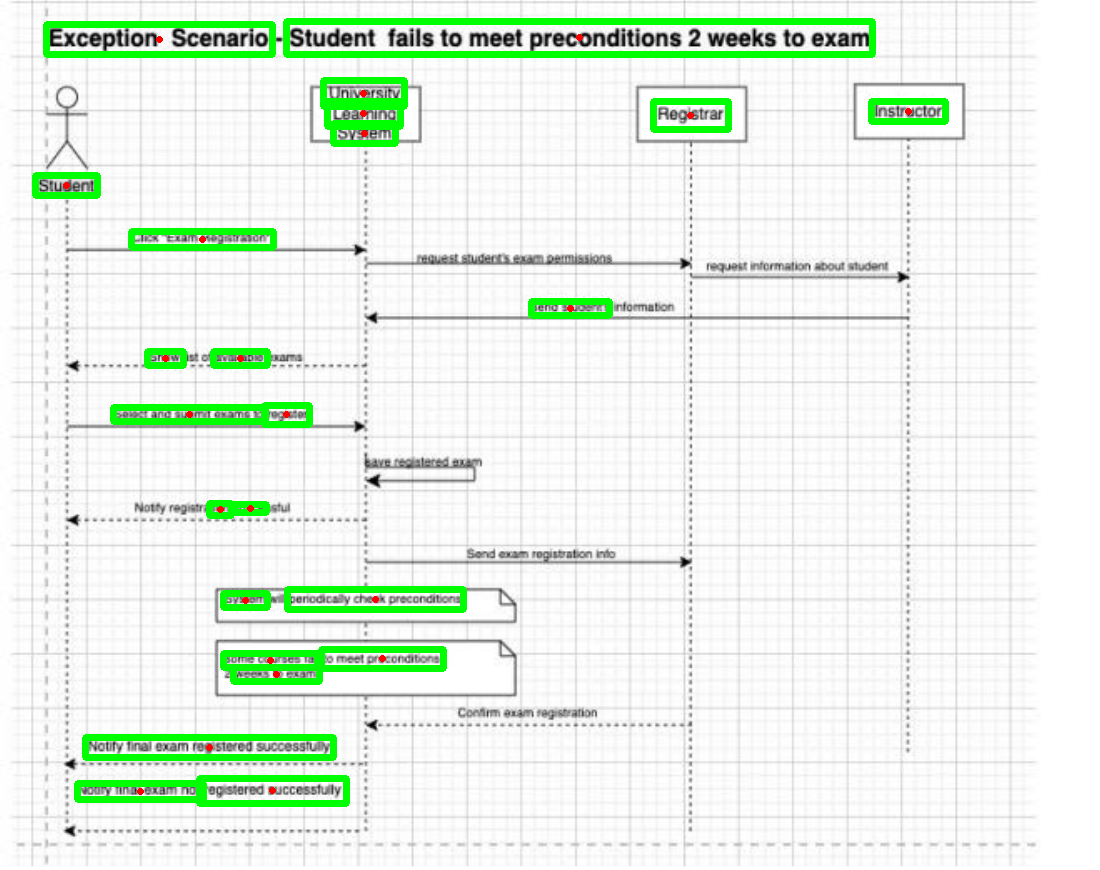 Exception Scenario - Student fails to meet preconditions 2 weeks to exam
University
Learning
System
Registrar
Instructor
Student
Click "Exam Registration"
request student's exam permissions
request information about student
send student's information
Show list of available exams
Select and submit exams to register
save registered exam
Notify registration successful
Send exam registration info
System will periodically check preconditions
Some courses fail to meet preconditions
2 weeks to exam
Confirm exam registration
Notify final exam registered successfully
Notify final exam not registered successfully